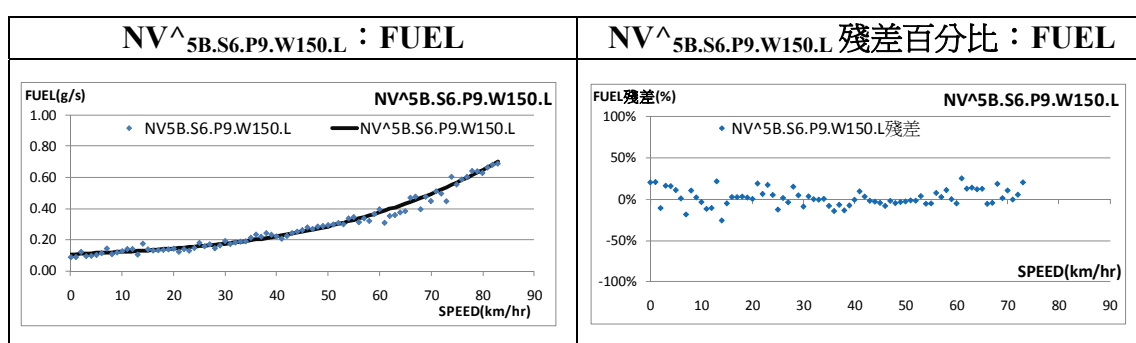 NV^5B.S6.P9.W150.L：FUEL
NV^5B.S6.P9.W150.L 殘差百分比：FUEL
FUEL(g/s)
NV^5B.S6.P9.W150.L
1.00
NV5B.S6.P9.W150.L
NV^5B.S6.P9.W150.L
0.80
0.60
0.40
0.20
0.00
0 10 20 30 40 50 60 70 80 90
SPEED(km/hr)
FUEL殘差(%)
NV^5B.S6.P9.W150.L
100%
NV^5B.S6.P9.W150.L殘差
50%
0%
-50%
SPEED(km/hr)
-100%
0 10 20 30 40 50 60 70 80 90